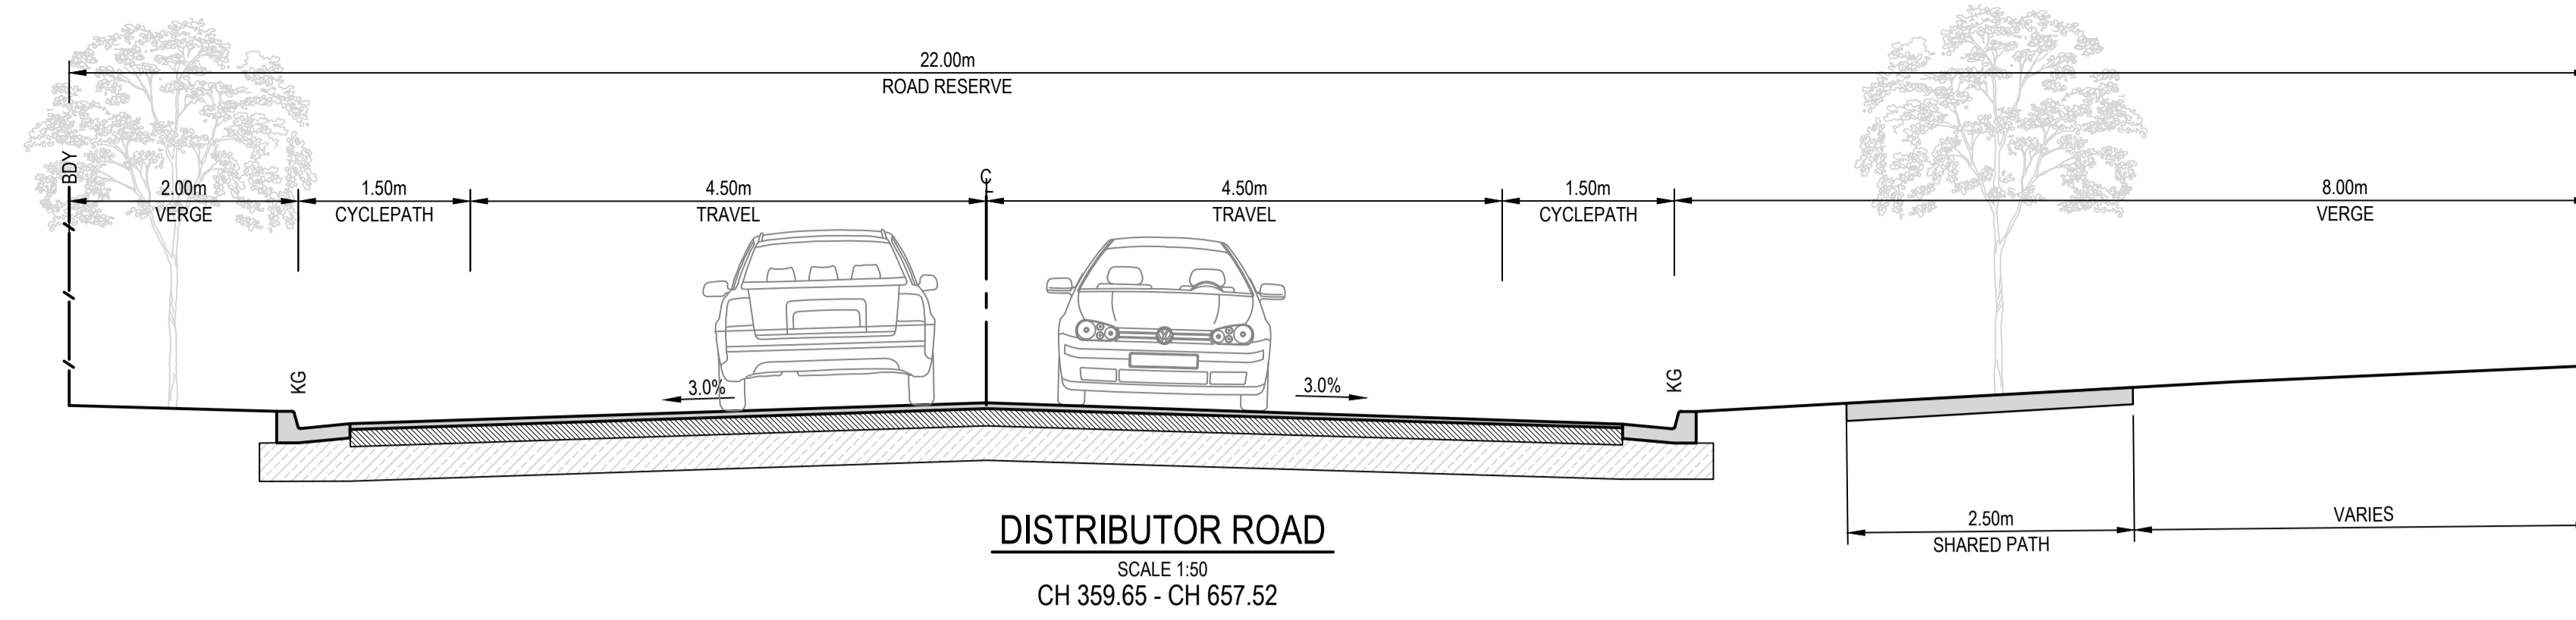 22.00m
ROAD RESERVE
BDY
2.00m
VERGE
1.50m
CYCLEPATH
4.50m
TRAVEL
CL
4.50m
TRAVEL
1.50m
CYCLEPATH
8.00m
VERGE
KG
3.0%
3.0%
KG
2.50m
SHARED PATH
VARIES
DISTRIBUTOR ROAD
SCALE 1:50
CH 359.65 - CH 657.52